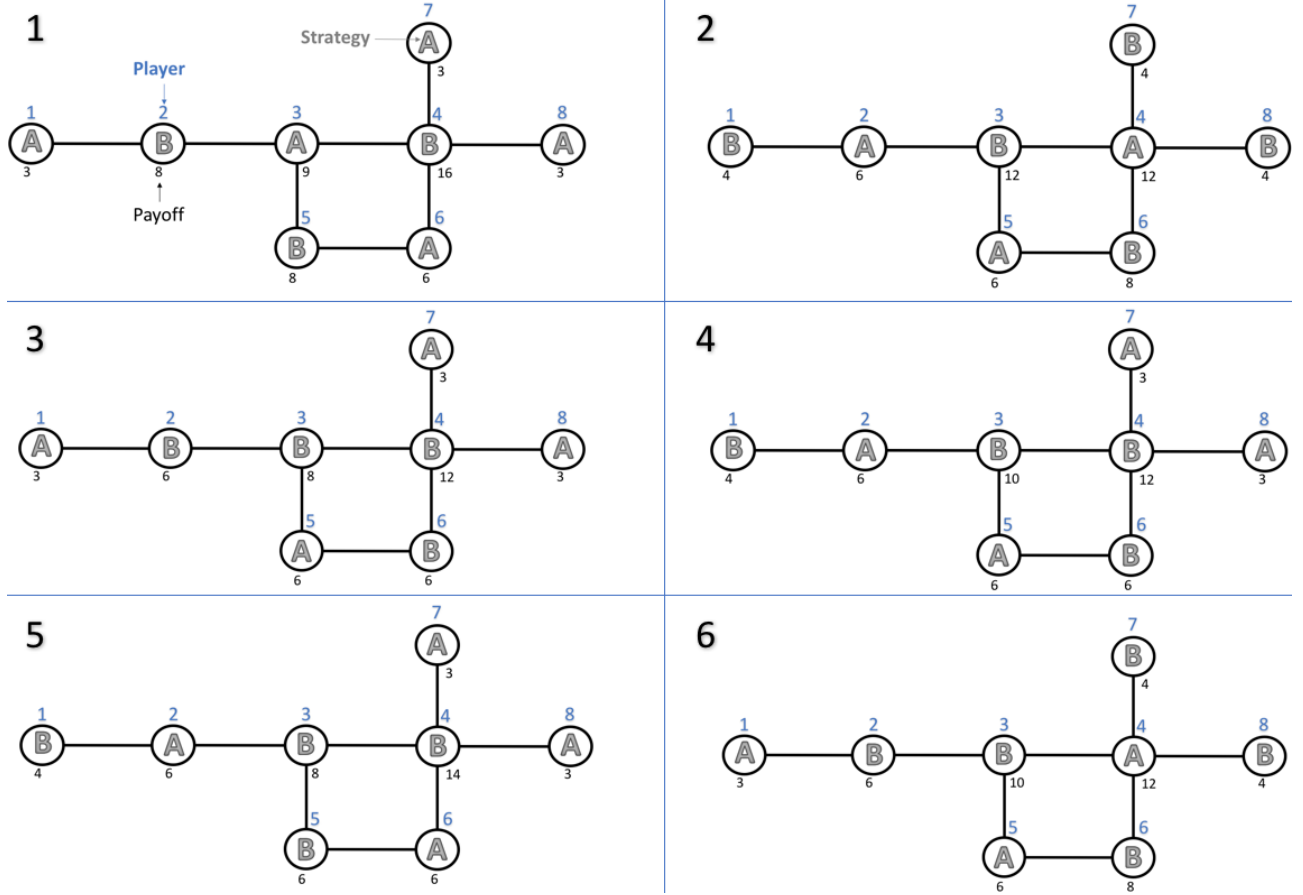 1
7
Strategy A
3
Player
1 2 3 4 8
A B A B A
3 8 9 16 3
Payoff
5 6
B A
8 6
2
7
B
4
1 2 3 4 8
B A B A B
4 6 12 12 4
5 6
A B
6 8
3
7
A
3
1 2 3 4 8
A B B B A
3 6 8 12 3
5 6
A B
6 6
4
7
A
3
1 2 3 4 8
B A B B A
4 6 10 12 3
5 6
A B
6 6
5
7
A
3
1 2 3 4 8
B A B B A
4 6 8 14 3
5 6
B A
6 6
6
7
B
4
1 2 3 4 8
A B B A B
3 6 10 12 4
5 6
A B
6 8